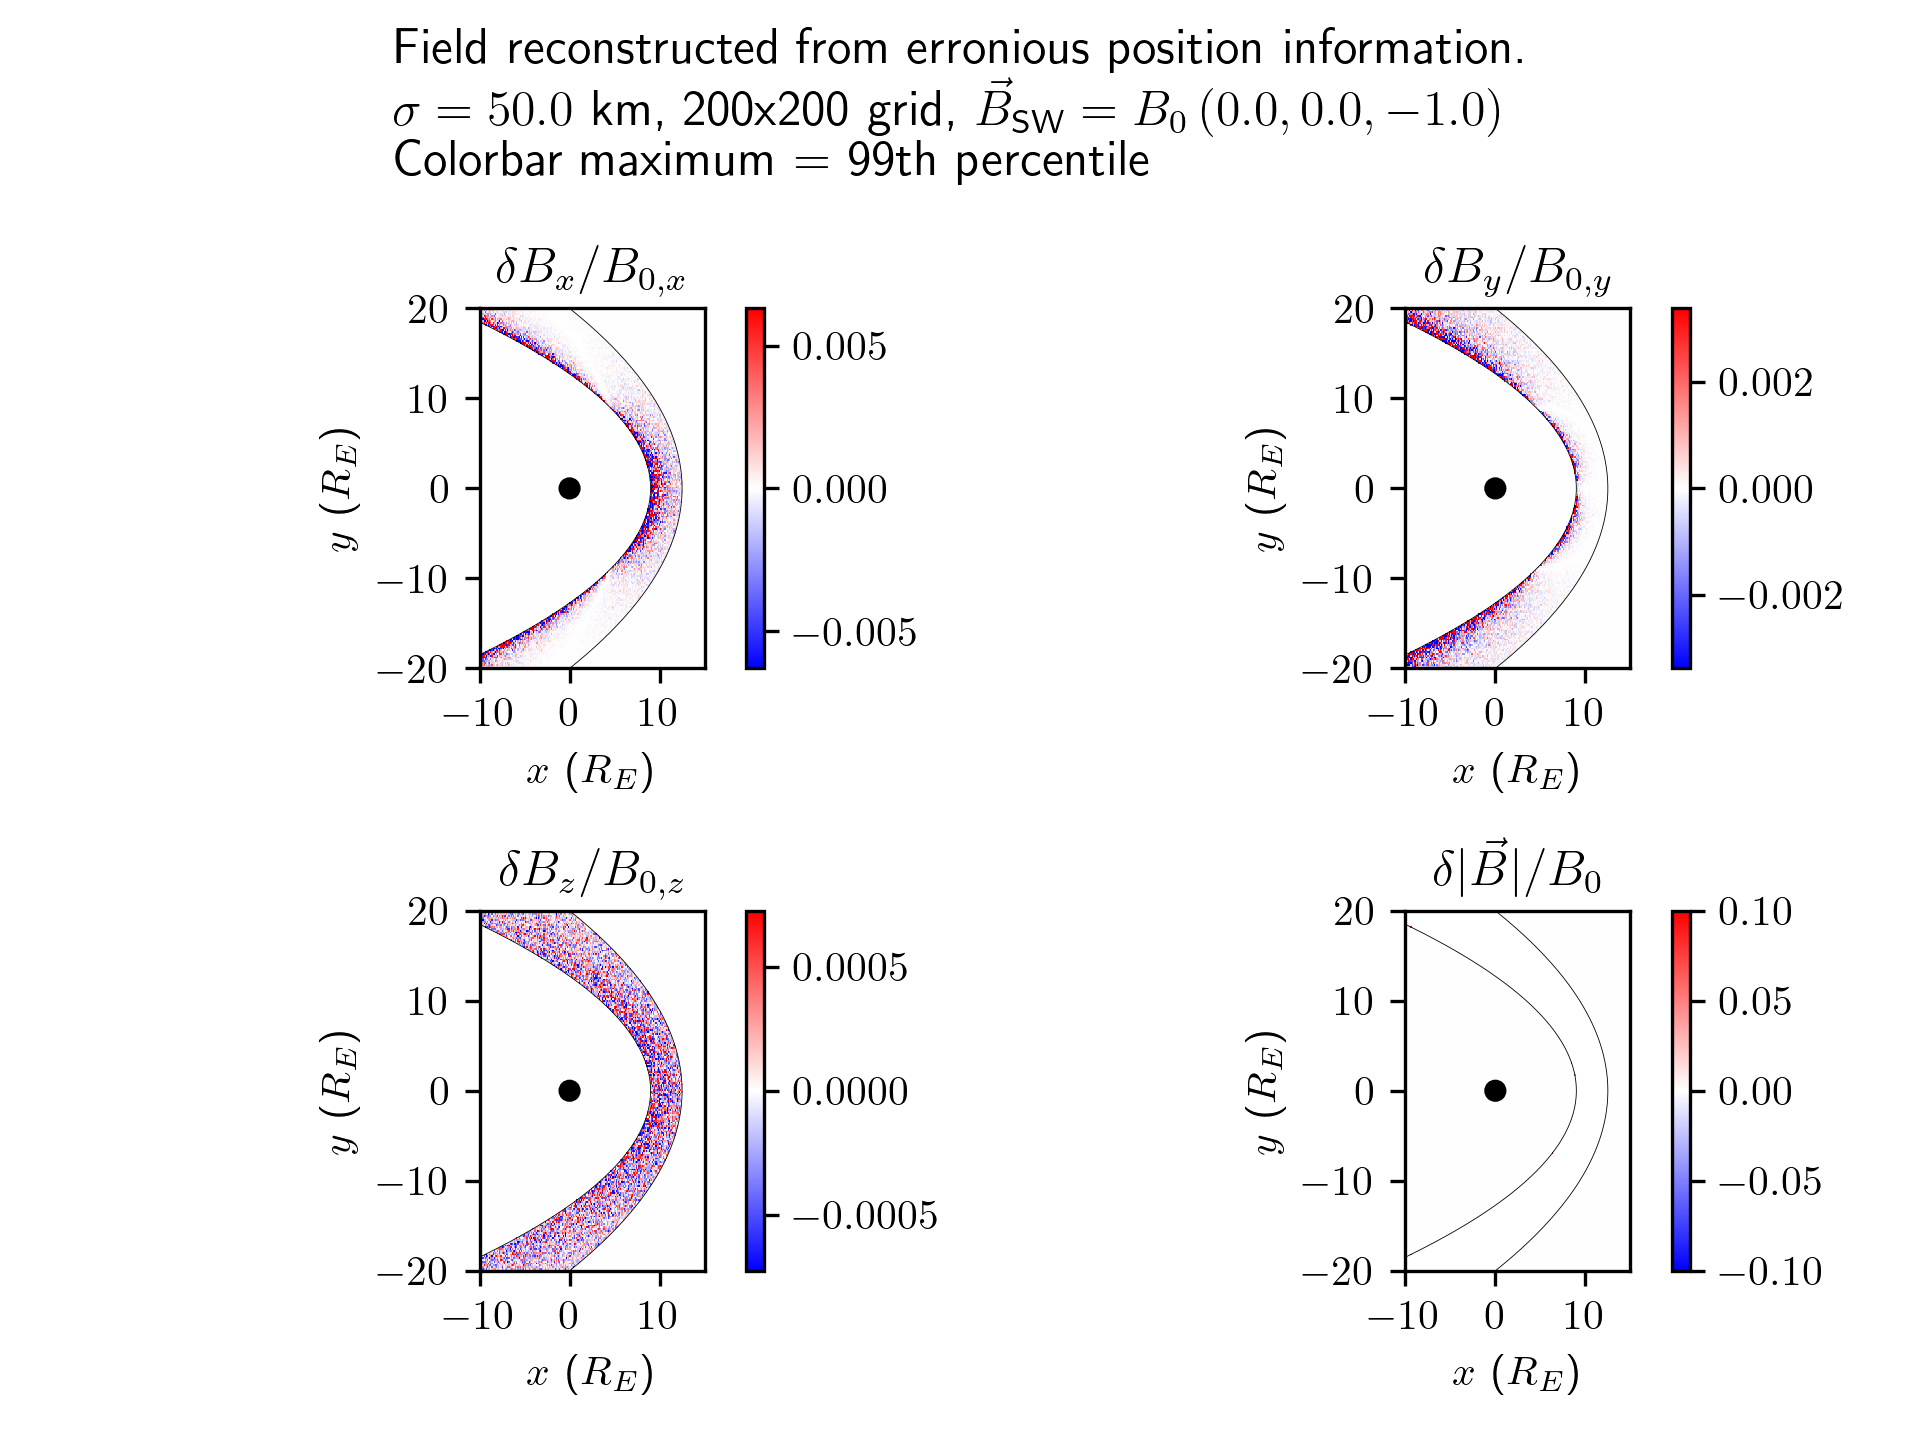 Field reconstructed from erronious position information.
σ = 50.0 km, 200x200 grid, B⃗_SW = B₀ (0.0, 0.0, −1.0)
Colorbar maximum = 99th percentile
δBₓ/B₀,ₓ
20
10
0
−10
−20
y (R_E)
−10 0 10
x (R_E)
0.005
0.000
−0.005
δB_y/B_{0,y}
20
10
0
−10
−20
y (R_E)
−10 0 10
x (R_E)
0.002
0.000
−0.002
δB_z/B_{0,z}
20
10
0
−10
−20
y (R_E)
−10 0 10
x (R_E)
0.0005
0.0000
−0.0005
δ|B⃗|/B₀
20
10
0
−10
−20
y (R_E)
−10 0 10
x (R_E)
0.10
0.05
0.00
−0.05
−0.10